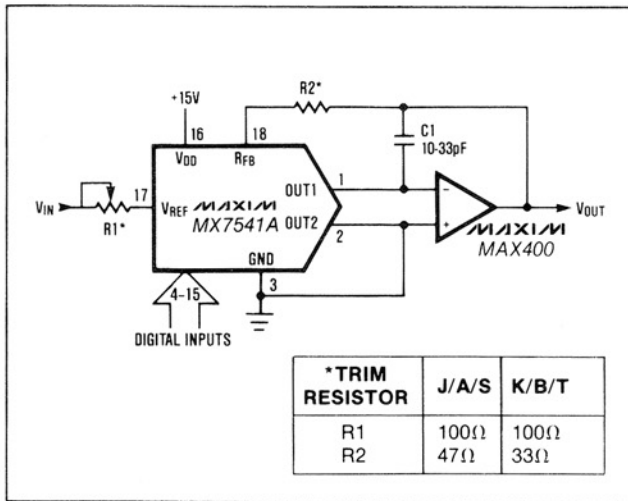 R2*
+15V
16
18
C1
10-33pF
VDD
RFB
1
OUT1
−
VIN
17
VREF
MAXIM
MX7541A
R1*
OUT2
2
+
VOUT
MAXIM
MAX400
GND
3
4-15
DIGITAL INPUTS
*TRIM RESISTOR J/A/S K/B/T
R1 100Ω 100Ω
R2 47Ω 33Ω